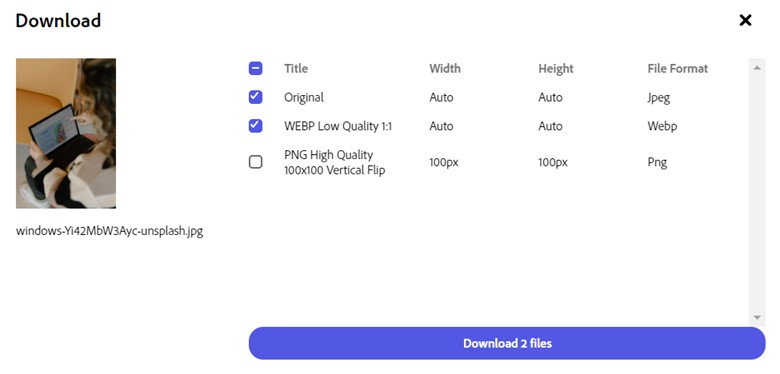 Download
Title Width Height File Format
Original Auto Auto Jpeg
WEBP Low Quality 1:1 Auto Auto Webp
PNG High Quality
100x100 Vertical Flip 100px 100px Png
windows-Yi42MbW3Ayc-unsplash.jpg
Download 2 files